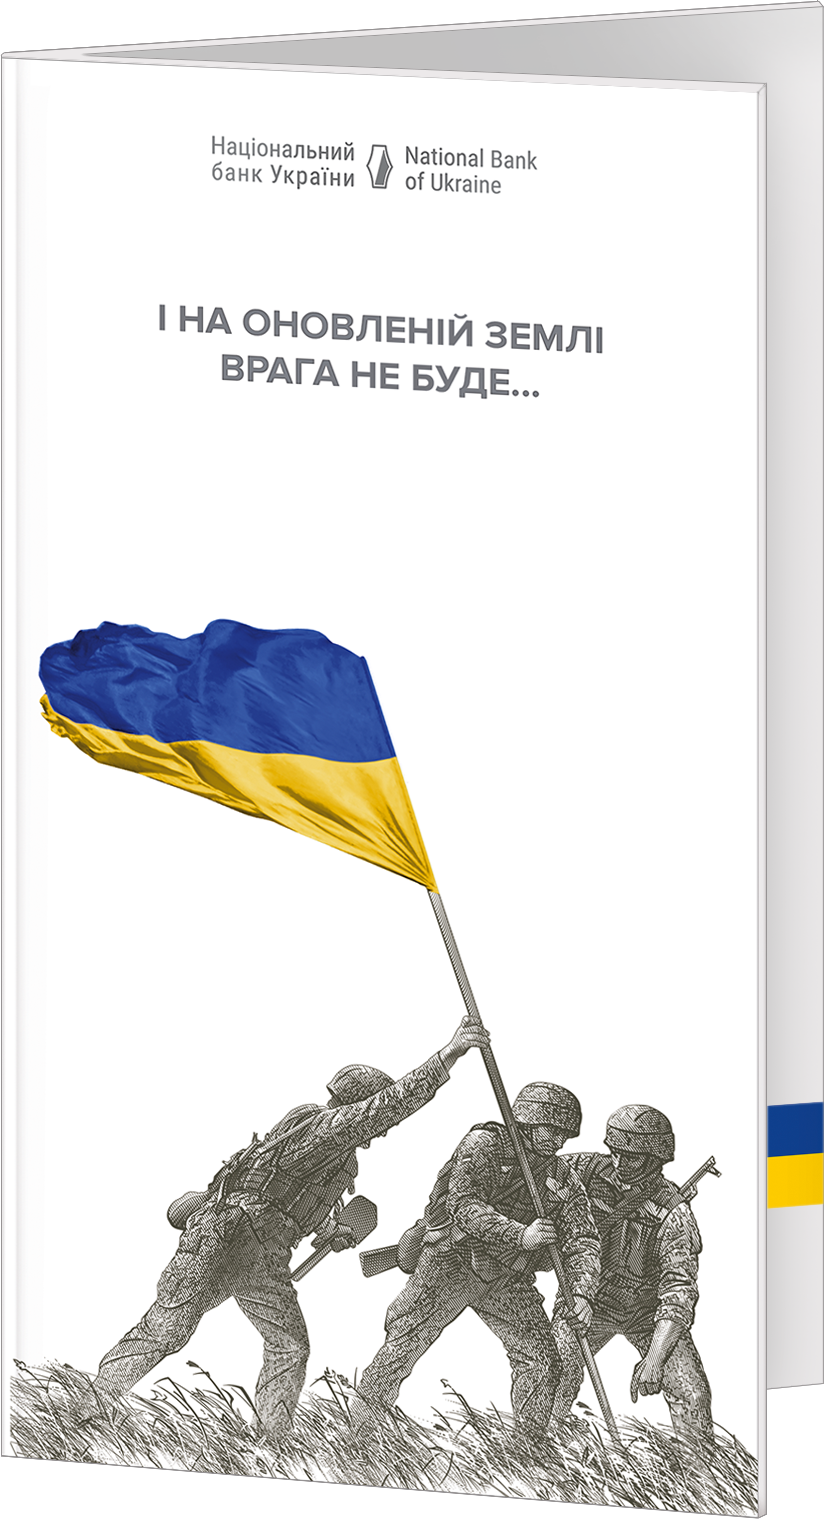 Національний
банк України
National Bank
of Ukraine
І НА ОНОВЛЕНІЙ ЗЕМЛІ
ВРАГА НЕ БУДЕ...